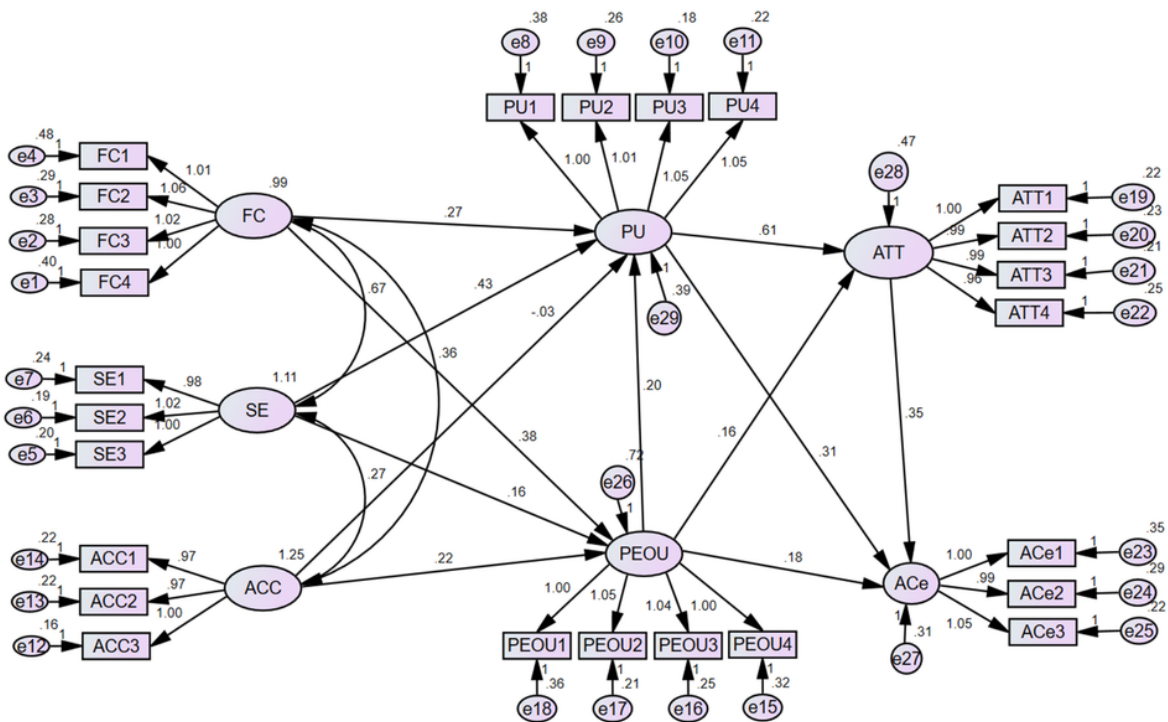 .38 .26 .18 .22
e8 e9 e10 e11
1 1 1 1
PU1 PU2 PU3 PU4
1.00 1.01 1.05 1.05
.48
e4 1 FC1 1.01
.29
e3 1 FC2 1.06
.28
e2 1 FC3 1.02
.40
e1 1 FC4 1.00
.99
FC
.27
PU
1
.39
e29
.61
.47
e28
1
ATT
1.00 ATT1 1 e19 .22
.99 ATT2 1 e20 .23
.99 ATT3 1 e21 .21
.96 ATT4 1 e22 .25
.67
.43
-.03
.36
.24
e7 1 SE1 .98
.19
e6 1 SE2 1.02
.20
e5 1 SE3 1.00
1.11
SE
.20
.16
.35
.38
.27
.16
.31
.72
e26
1
.22
e14 1 ACC1 .97
.22
e13 1 ACC2 .97
.16
e12 1 ACC3 1.00
1.25
ACC
.22
PEOU
.18
ACe
1
.31
e27
1.00 ACe1 1 e23 .35
.99 ACe2 1 e24 .29
1.05 ACe3 1 e25 .22
1.00 1.05 1.04 1.00
PEOU1 PEOU2 PEOU3 PEOU4
1 1 1 1
.36 .21 .25 .32
e18 e17 e16 e15